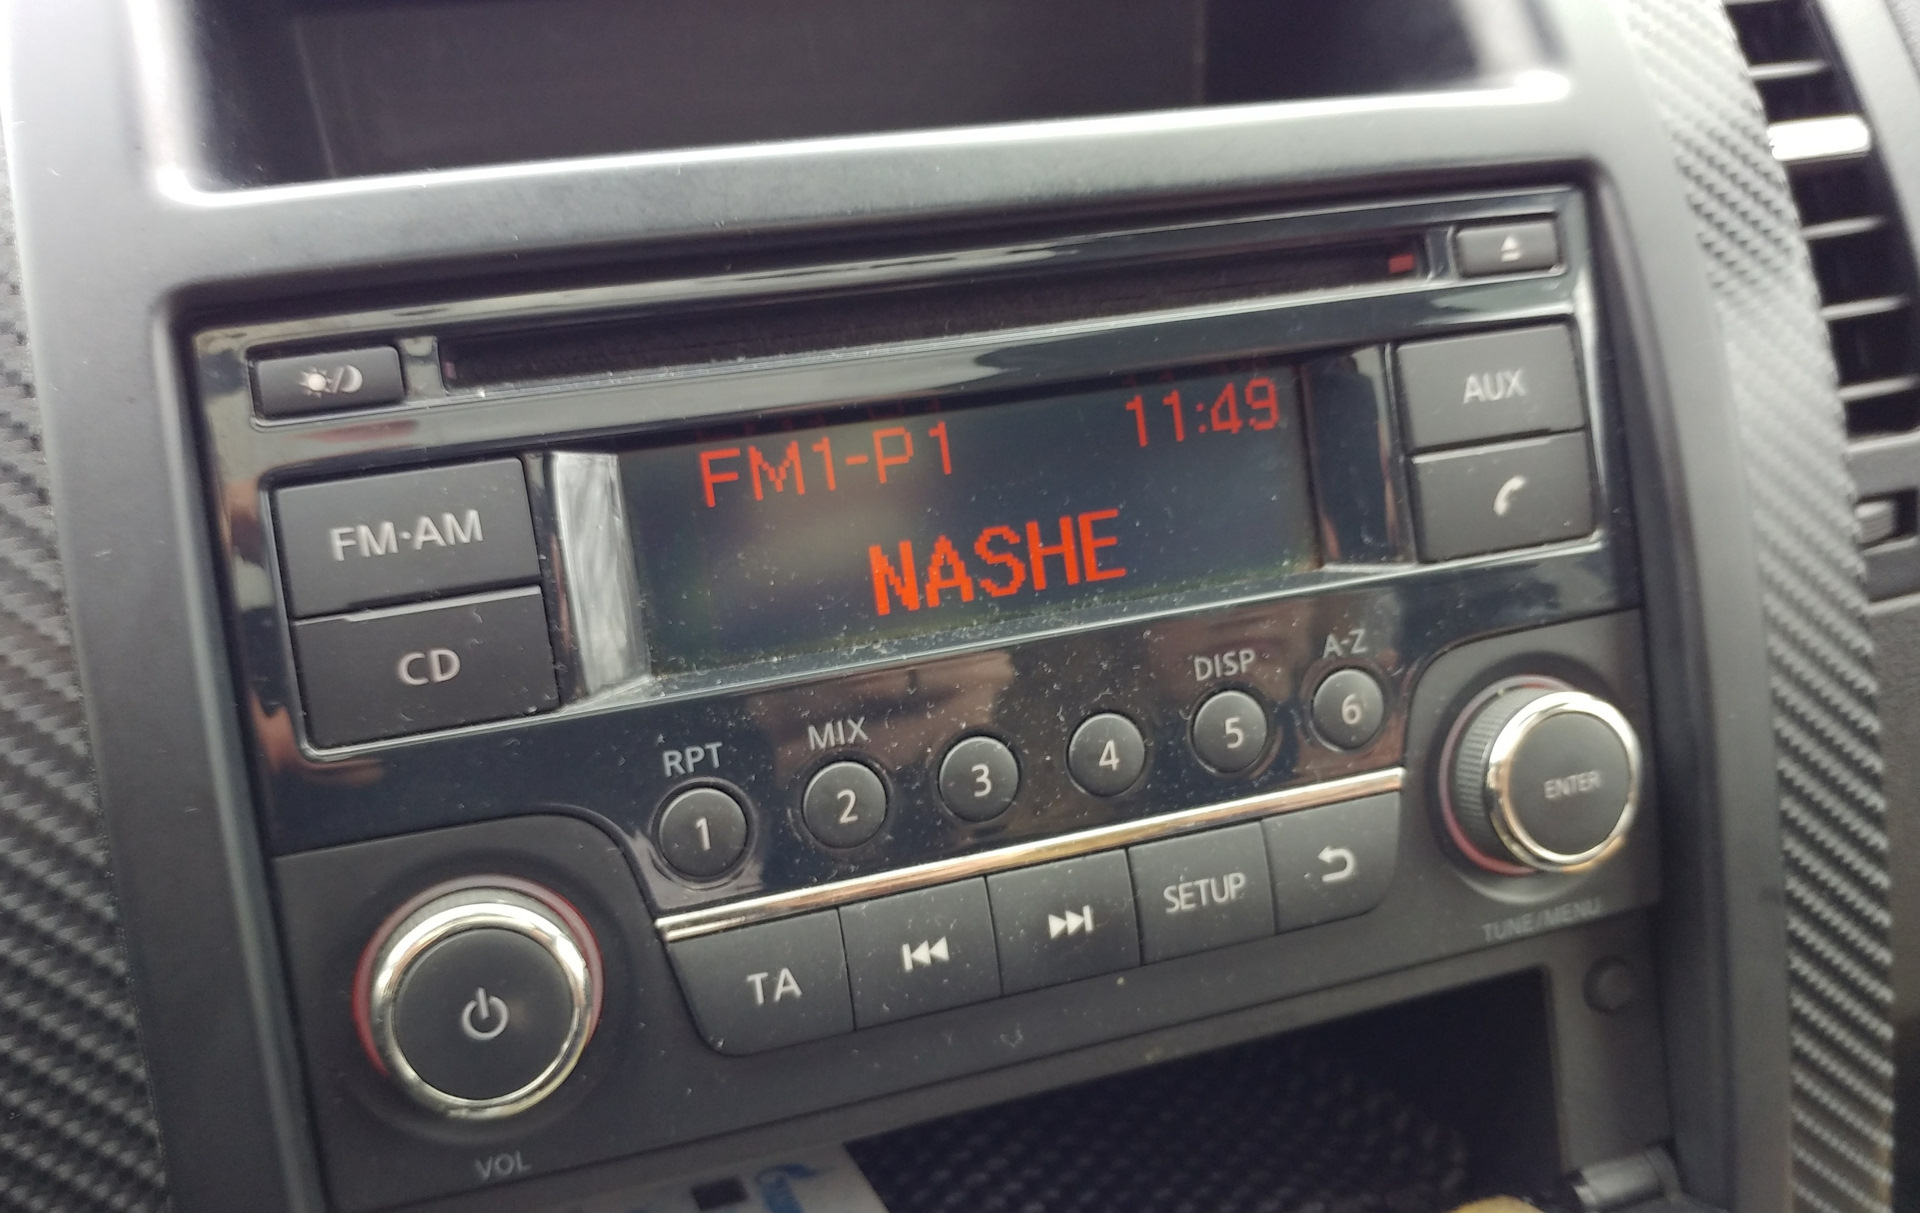 AUX
FM1-P1 11:49
FM·AM
NASHE
CD
RPT MIX DISP A-Z
1 2 3 4 5 6
ENTER
TA SETUP
TUNE/MENU
VOL